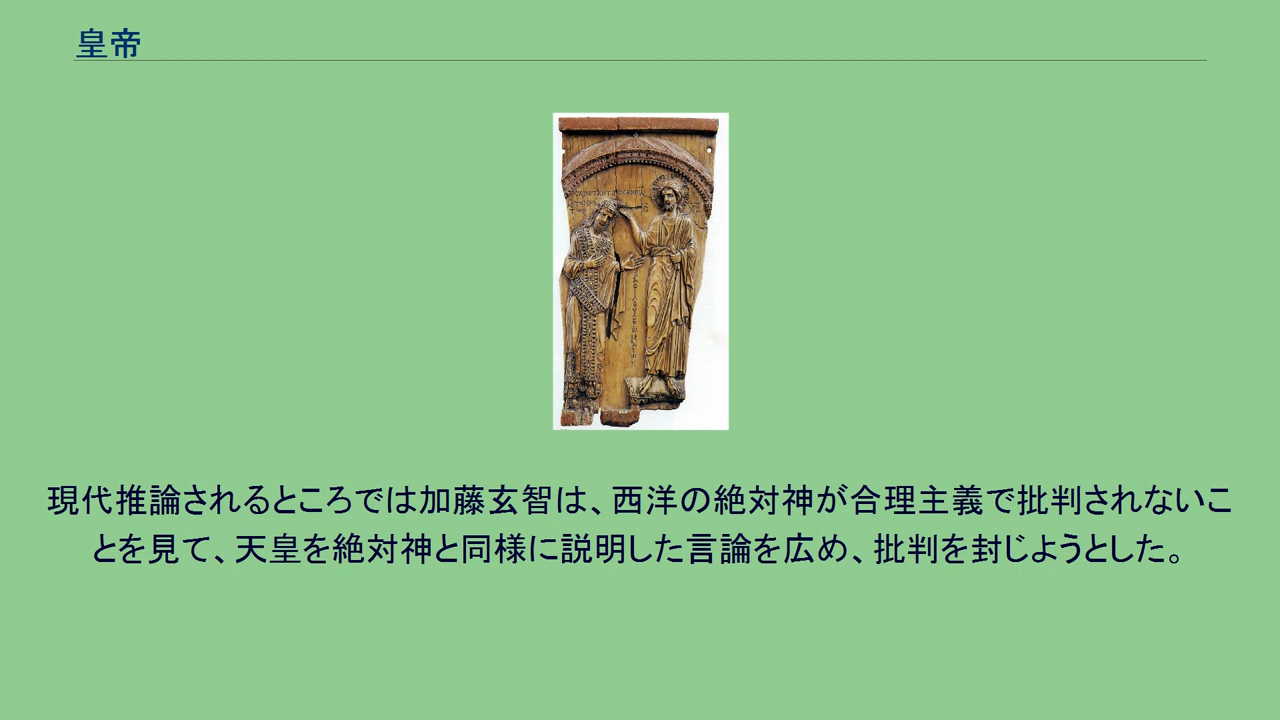 皇帝
現代推論されるところでは加藤玄智は、西洋の絶対神が合理主義で批判されないこ
とを見て、天皇を絶対神と同様に説明した言論を広め、批判を封じようとした。